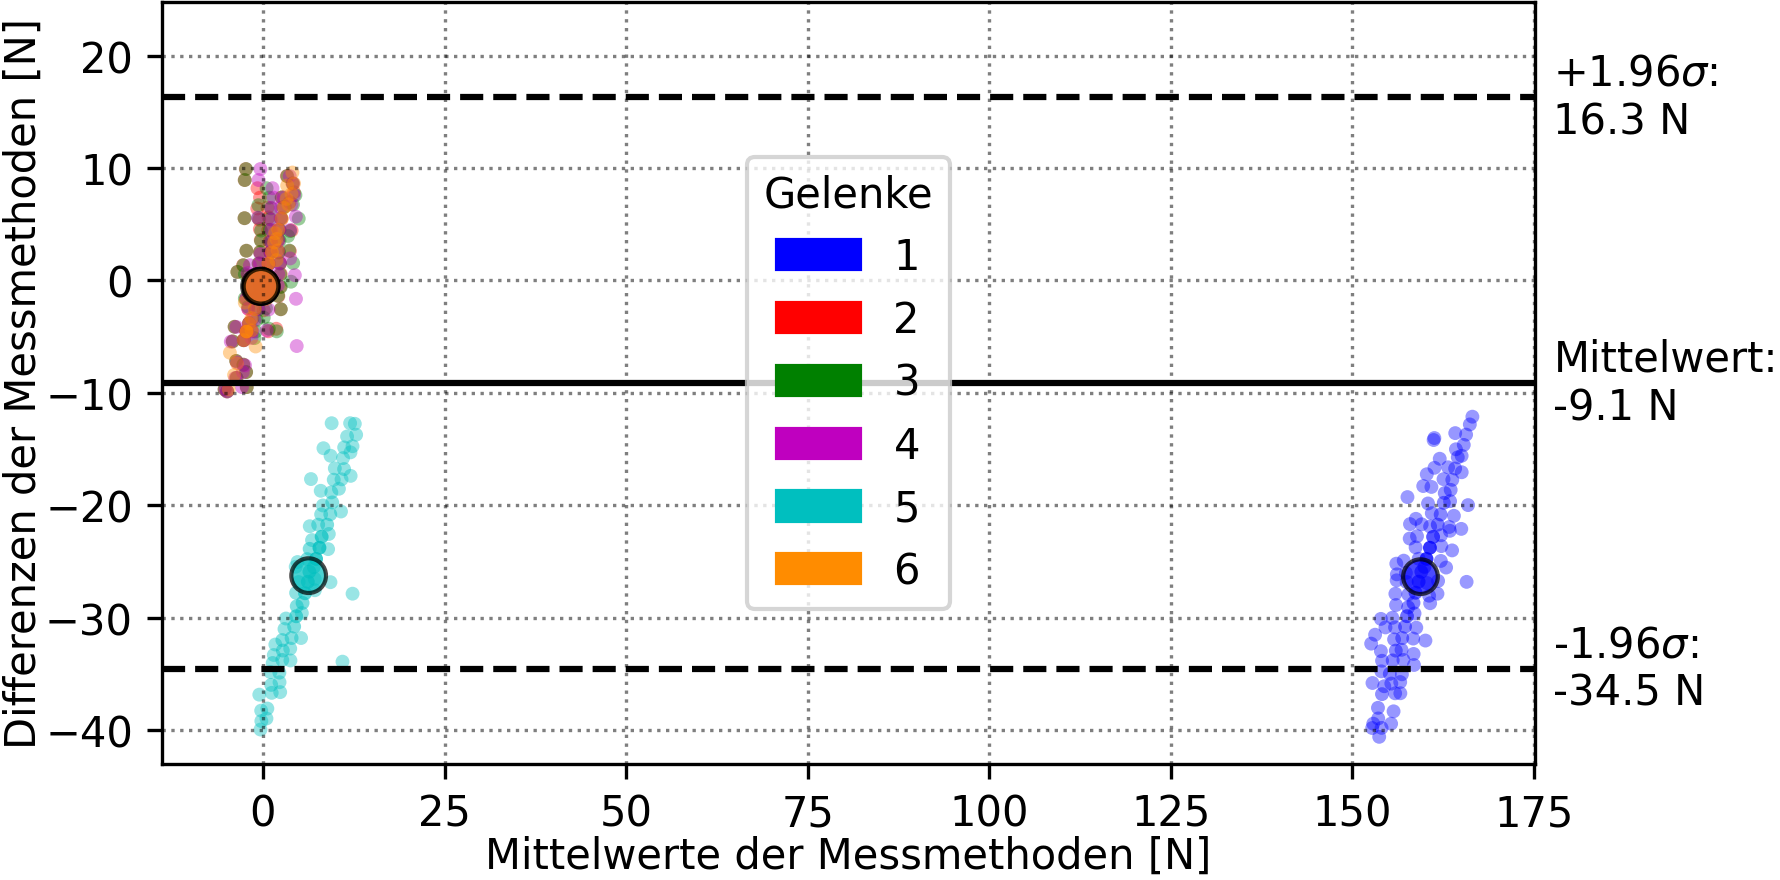 Differenzen der Messmethoden [N]
20
10
0
−10
−20
−30
−40
0
25
50
75
100
125
150
175
Mittelwerte der Messmethoden [N]
Gelenke
1
2
3
4
5
6
+1.96σ:
16.3 N
Mittelwert:
-9.1 N
-1.96σ:
-34.5 N